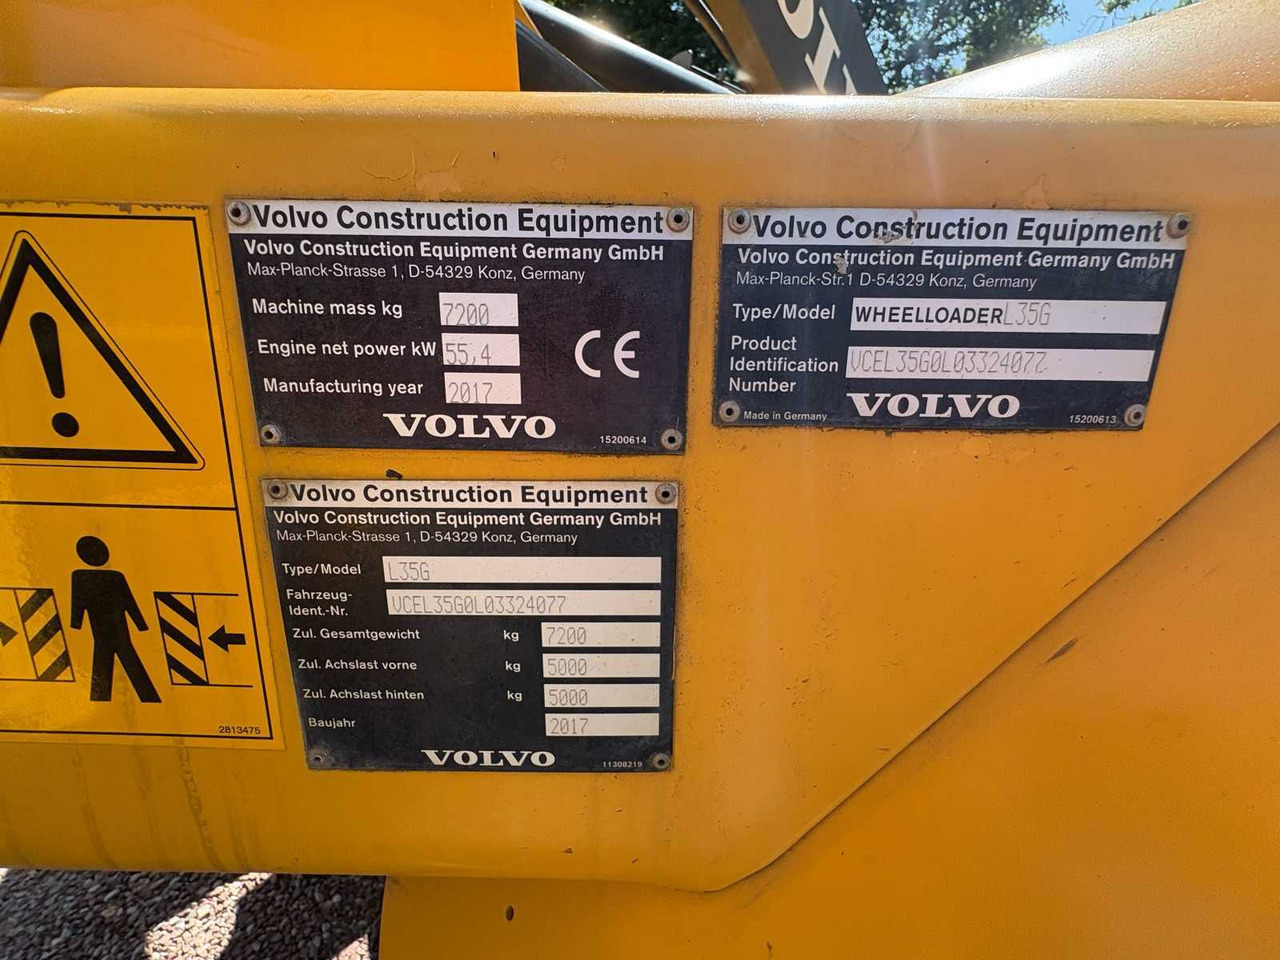 Volvo Construction Equipment
Volvo Construction Equipment Germany GmbH
Max-Planck-Strasse 1, D-54329 Konz, Germany
Machine mass kg 7200
Engine net power kW 55,4
Manufacturing year 2017
CE
VOLVO
15200614
Volvo Construction Equipment
Volvo Construction Equipment Germany GmbH
Max-Planck-Str.1 D-54329 Konz, Germany
Type/Model WHEELLOADER L35G
Product
Identification VCEL35G0L03324077
Number
Made in Germany
VOLVO
15200613
Volvo Construction Equipment
Volvo Construction Equipment Germany GmbH
Max-Planck-Strasse 1, D-54329 Konz, Germany
Type/Model L35G
Fahrzeug-
Ident.-Nr. VCEL35G0L03324077
Zul. Gesamtgewicht kg 7200
Zul. Achslast vorne kg 5000
Zul. Achslast hinten kg 5000
Baujahr 2017
VOLVO
11308219
2813475